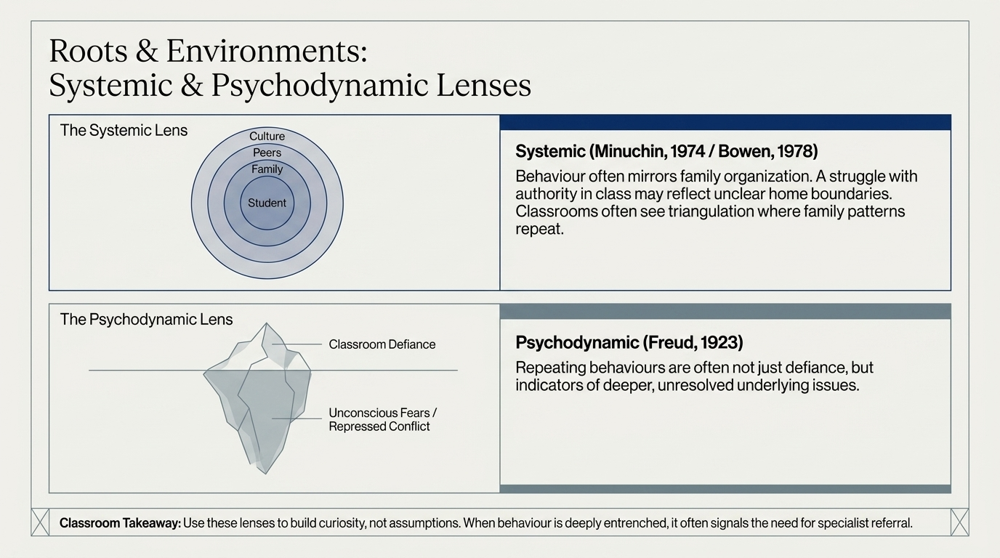 Roots & Environments:
Systemic & Psychodynamic Lenses
The Systemic Lens
Culture
Peers
Family
Student
Systemic (Minuchin, 1974 / Bowen, 1978)
Behaviour often mirrors family organization. A struggle with
authority in class may reflect unclear home boundaries.
Classrooms often see triangulation where family patterns
repeat.
The Psychodynamic Lens
Classroom Defiance
Unconscious Fears /
Repressed Conflict
Psychodynamic (Freud, 1923)
Repeating behaviours are often not just defiance, but
indicators of deeper, unresolved underlying issues.
Classroom Takeaway: Use these lenses to build curiosity, not assumptions. When behaviour is deeply entrenched, it often signals the need for specialist referral.